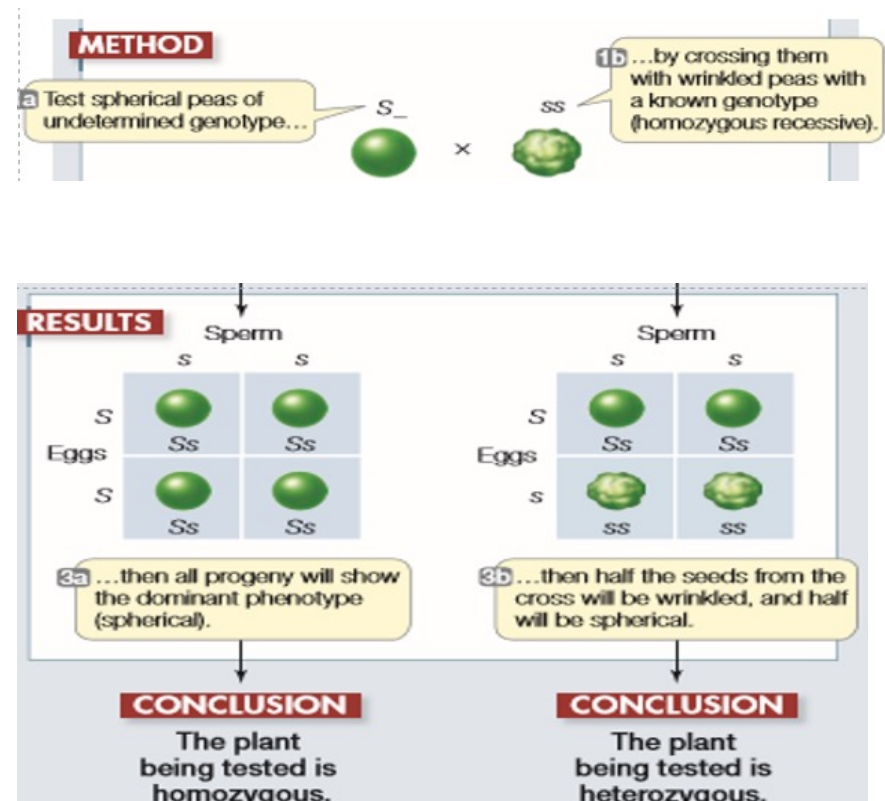 METHOD
1a Test spherical peas of
undetermined genotype...
S_
ss
1b ...by crossing them
with wrinkled peas with
a known genotype
(homozygous recessive).
×
RESULTS
Sperm
s s
S
Eggs
S
Ss Ss
Ss Ss
3a ...then all progeny will show
the dominant phenotype
(spherical).
CONCLUSION
The plant
being tested is
homozygous.
Sperm
s s
S
Eggs
s
Ss Ss
ss ss
3b ...then half the seeds from the
cross will be wrinkled, and half
will be spherical.
CONCLUSION
The plant
being tested is
heterozygous.